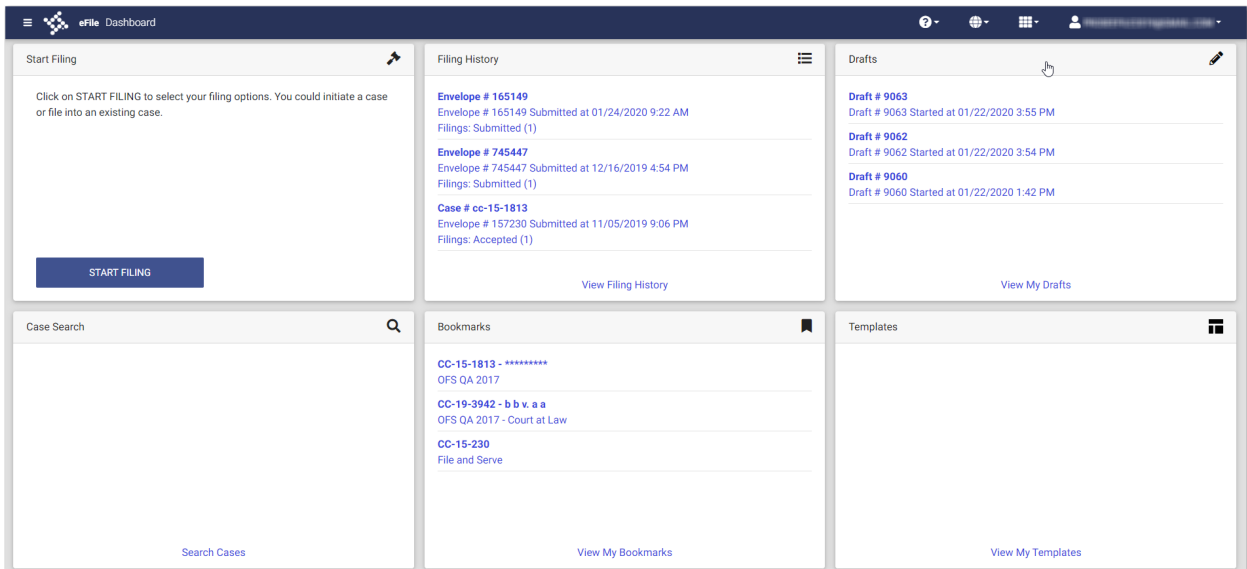 eFile Dashboard
Start Filing
Click on START FILING to select your filing options. You could initiate a case
or file into an existing case.
START FILING
Filing History
Envelope # 165149
Envelope # 165149 Submitted at 01/24/2020 9:22 AM
Filings: Submitted (1)
Envelope # 745447
Envelope # 745447 Submitted at 12/16/2019 4:54 PM
Filings: Submitted (1)
Case # cc-15-1813
Envelope # 157230 Submitted at 11/05/2019 9:06 PM
Filings: Accepted (1)
View Filing History
Drafts
Draft # 9063
Draft # 9063 Started at 01/22/2020 3:55 PM
Draft # 9062
Draft # 9062 Started at 01/22/2020 3:54 PM
Draft # 9060
Draft # 9060 Started at 01/22/2020 1:42 PM
View My Drafts
Case Search
Search Cases
Bookmarks
CC-15-1813 - *********
OFS QA 2017
CC-19-3942 - b b v. a a
OFS QA 2017 - Court at Law
CC-15-230
File and Serve
View My Bookmarks
Templates
View My Templates